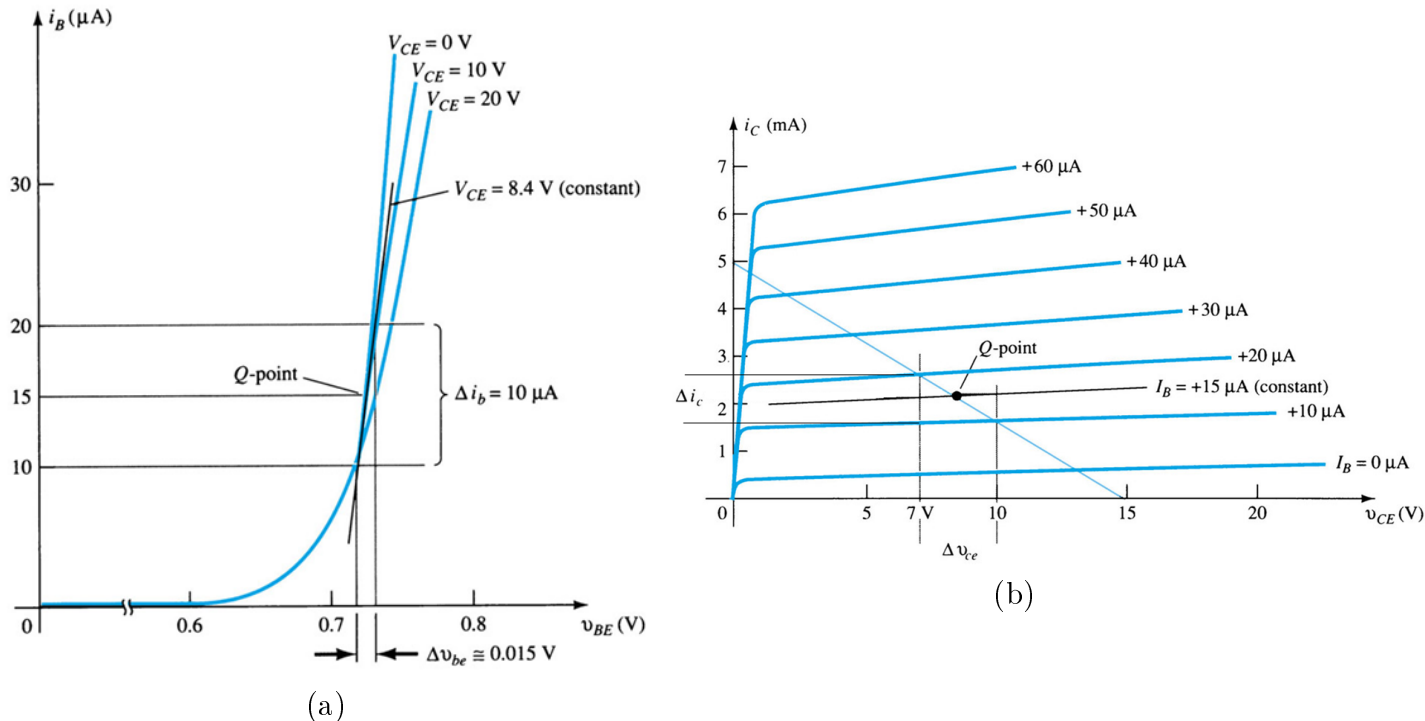 i_B (μA)
V_CE = 0 V
V_CE = 10 V
V_CE = 20 V
30
V_CE = 8.4 V (constant)
20
Q-point
15
Δ i_b = 10 μA
10
0
0.6
0.7
0.8
υ_BE (V)
Δυ_be ≅ 0.015 V
(a)
i_C (mA)
7
+60 μA
6
+50 μA
5
+40 μA
4
+30 μA
3
Q-point
+20 μA
Δ i_c
I_B = +15 μA (constant)
2
+10 μA
1
I_B = 0 μA
0
5
7 V
10
15
20
υ_CE (V)
Δ υ_ce
(b)